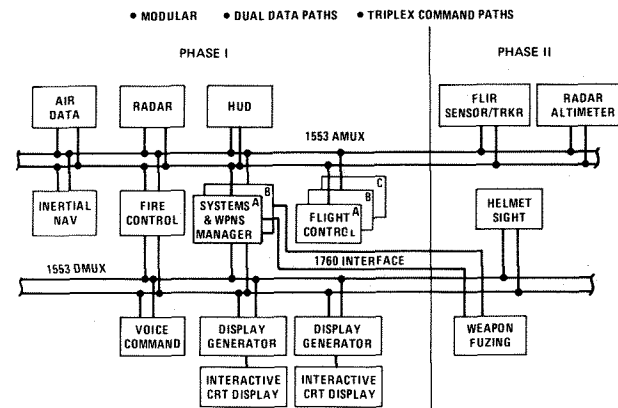 • MODULAR • DUAL DATA PATHS • TRIPLEX COMMAND PATHS
PHASE I
PHASE II
AIR
DATA
RADAR
HUD
FLIR
SENSOR/TRKR
RADAR
ALTIMETER
1553 AMUX
INERTIAL
NAV
FIRE
CONTROL
B
A
SYSTEMS
& WPNS
MANAGER
C
B
A
FLIGHT
CONTROL
HELMET
SIGHT
1760 INTERFACE
1553 DMUX
VOICE
COMMAND
DISPLAY
GENERATOR
DISPLAY
GENERATOR
WEAPON
FUZING
INTERACTIVE
CRT DISPLAY
INTERACTIVE
CRT DISPLAY